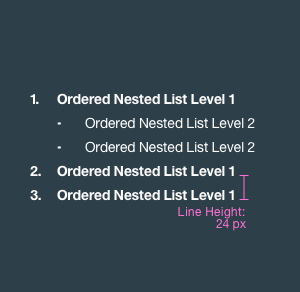 1. Ordered Nested List Level 1
- Ordered Nested List Level 2
- Ordered Nested List Level 2
2. Ordered Nested List Level 1
3. Ordered Nested List Level 1
Line Height:
24 px